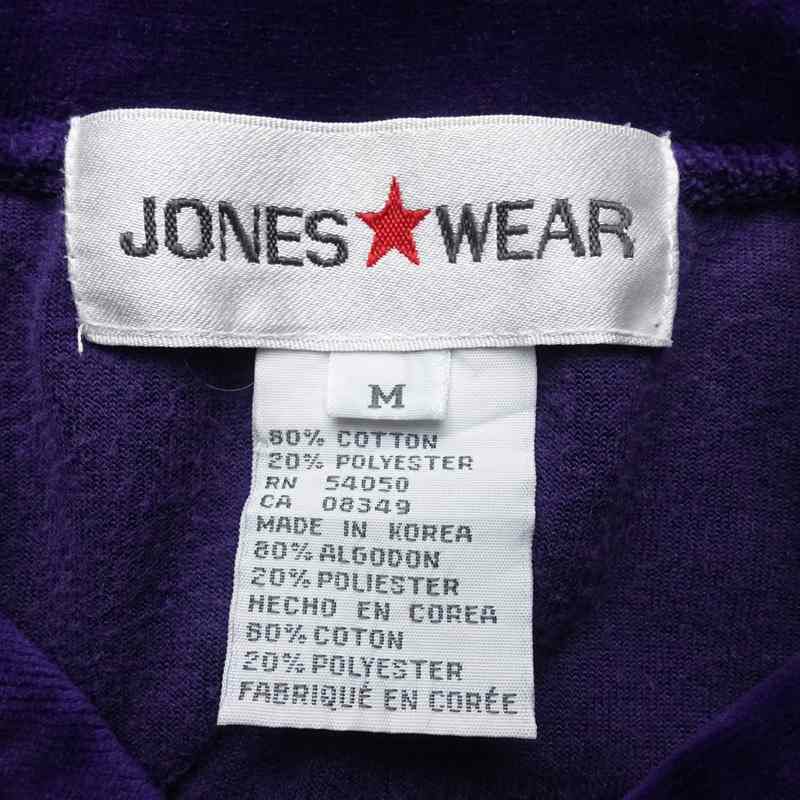 JONES WEAR
M
80% COTTON
20% POLYESTER
RN 54050
CA 08349
MADE IN KOREA
80% ALGODON
20% POLIESTER
HECHO EN COREA
80% COTON
20% POLYESTER
FABRIQUÉ EN CORÉE